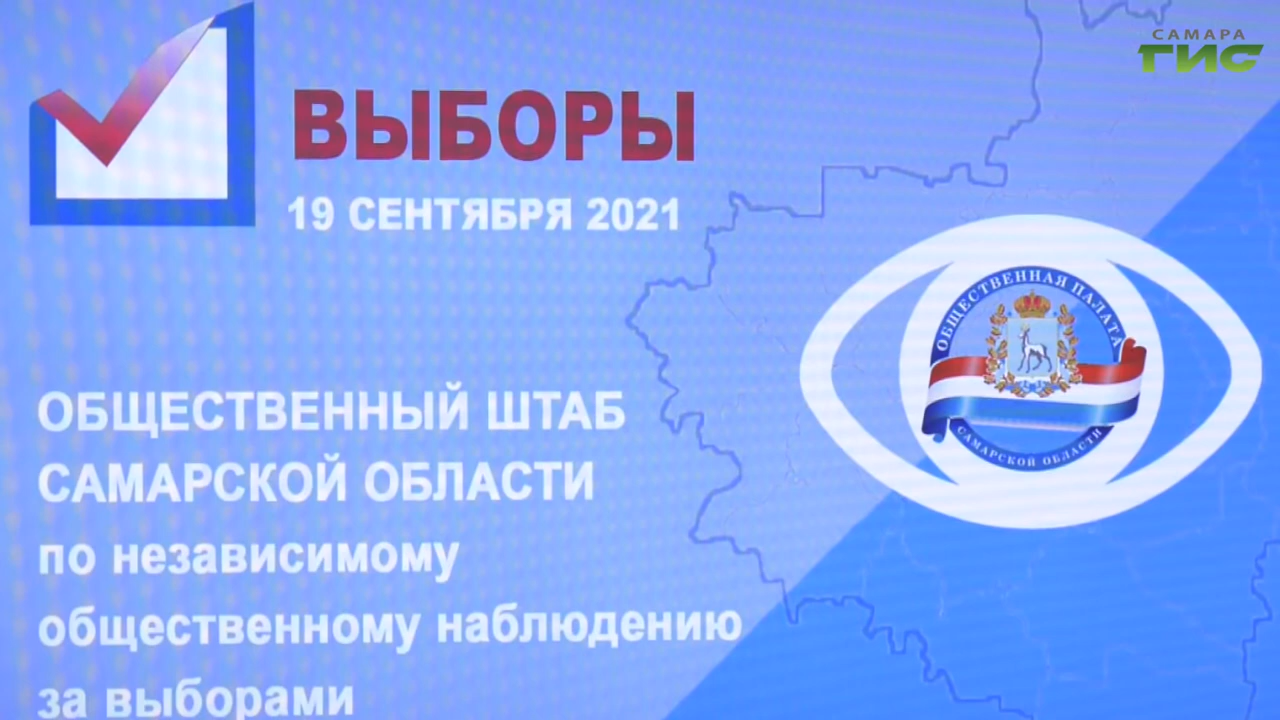 САМАРА
ГИС
ВЫБОРЫ
19 СЕНТЯБРЯ 2021
ОБЩЕСТВЕННАЯ ПАЛАТА
САМАРСКОЙ ОБЛАСТИ
ОБЩЕСТВЕННЫЙ ШТАБ
САМАРСКОЙ ОБЛАСТИ
по независимому
общественному наблюдению
за выборами